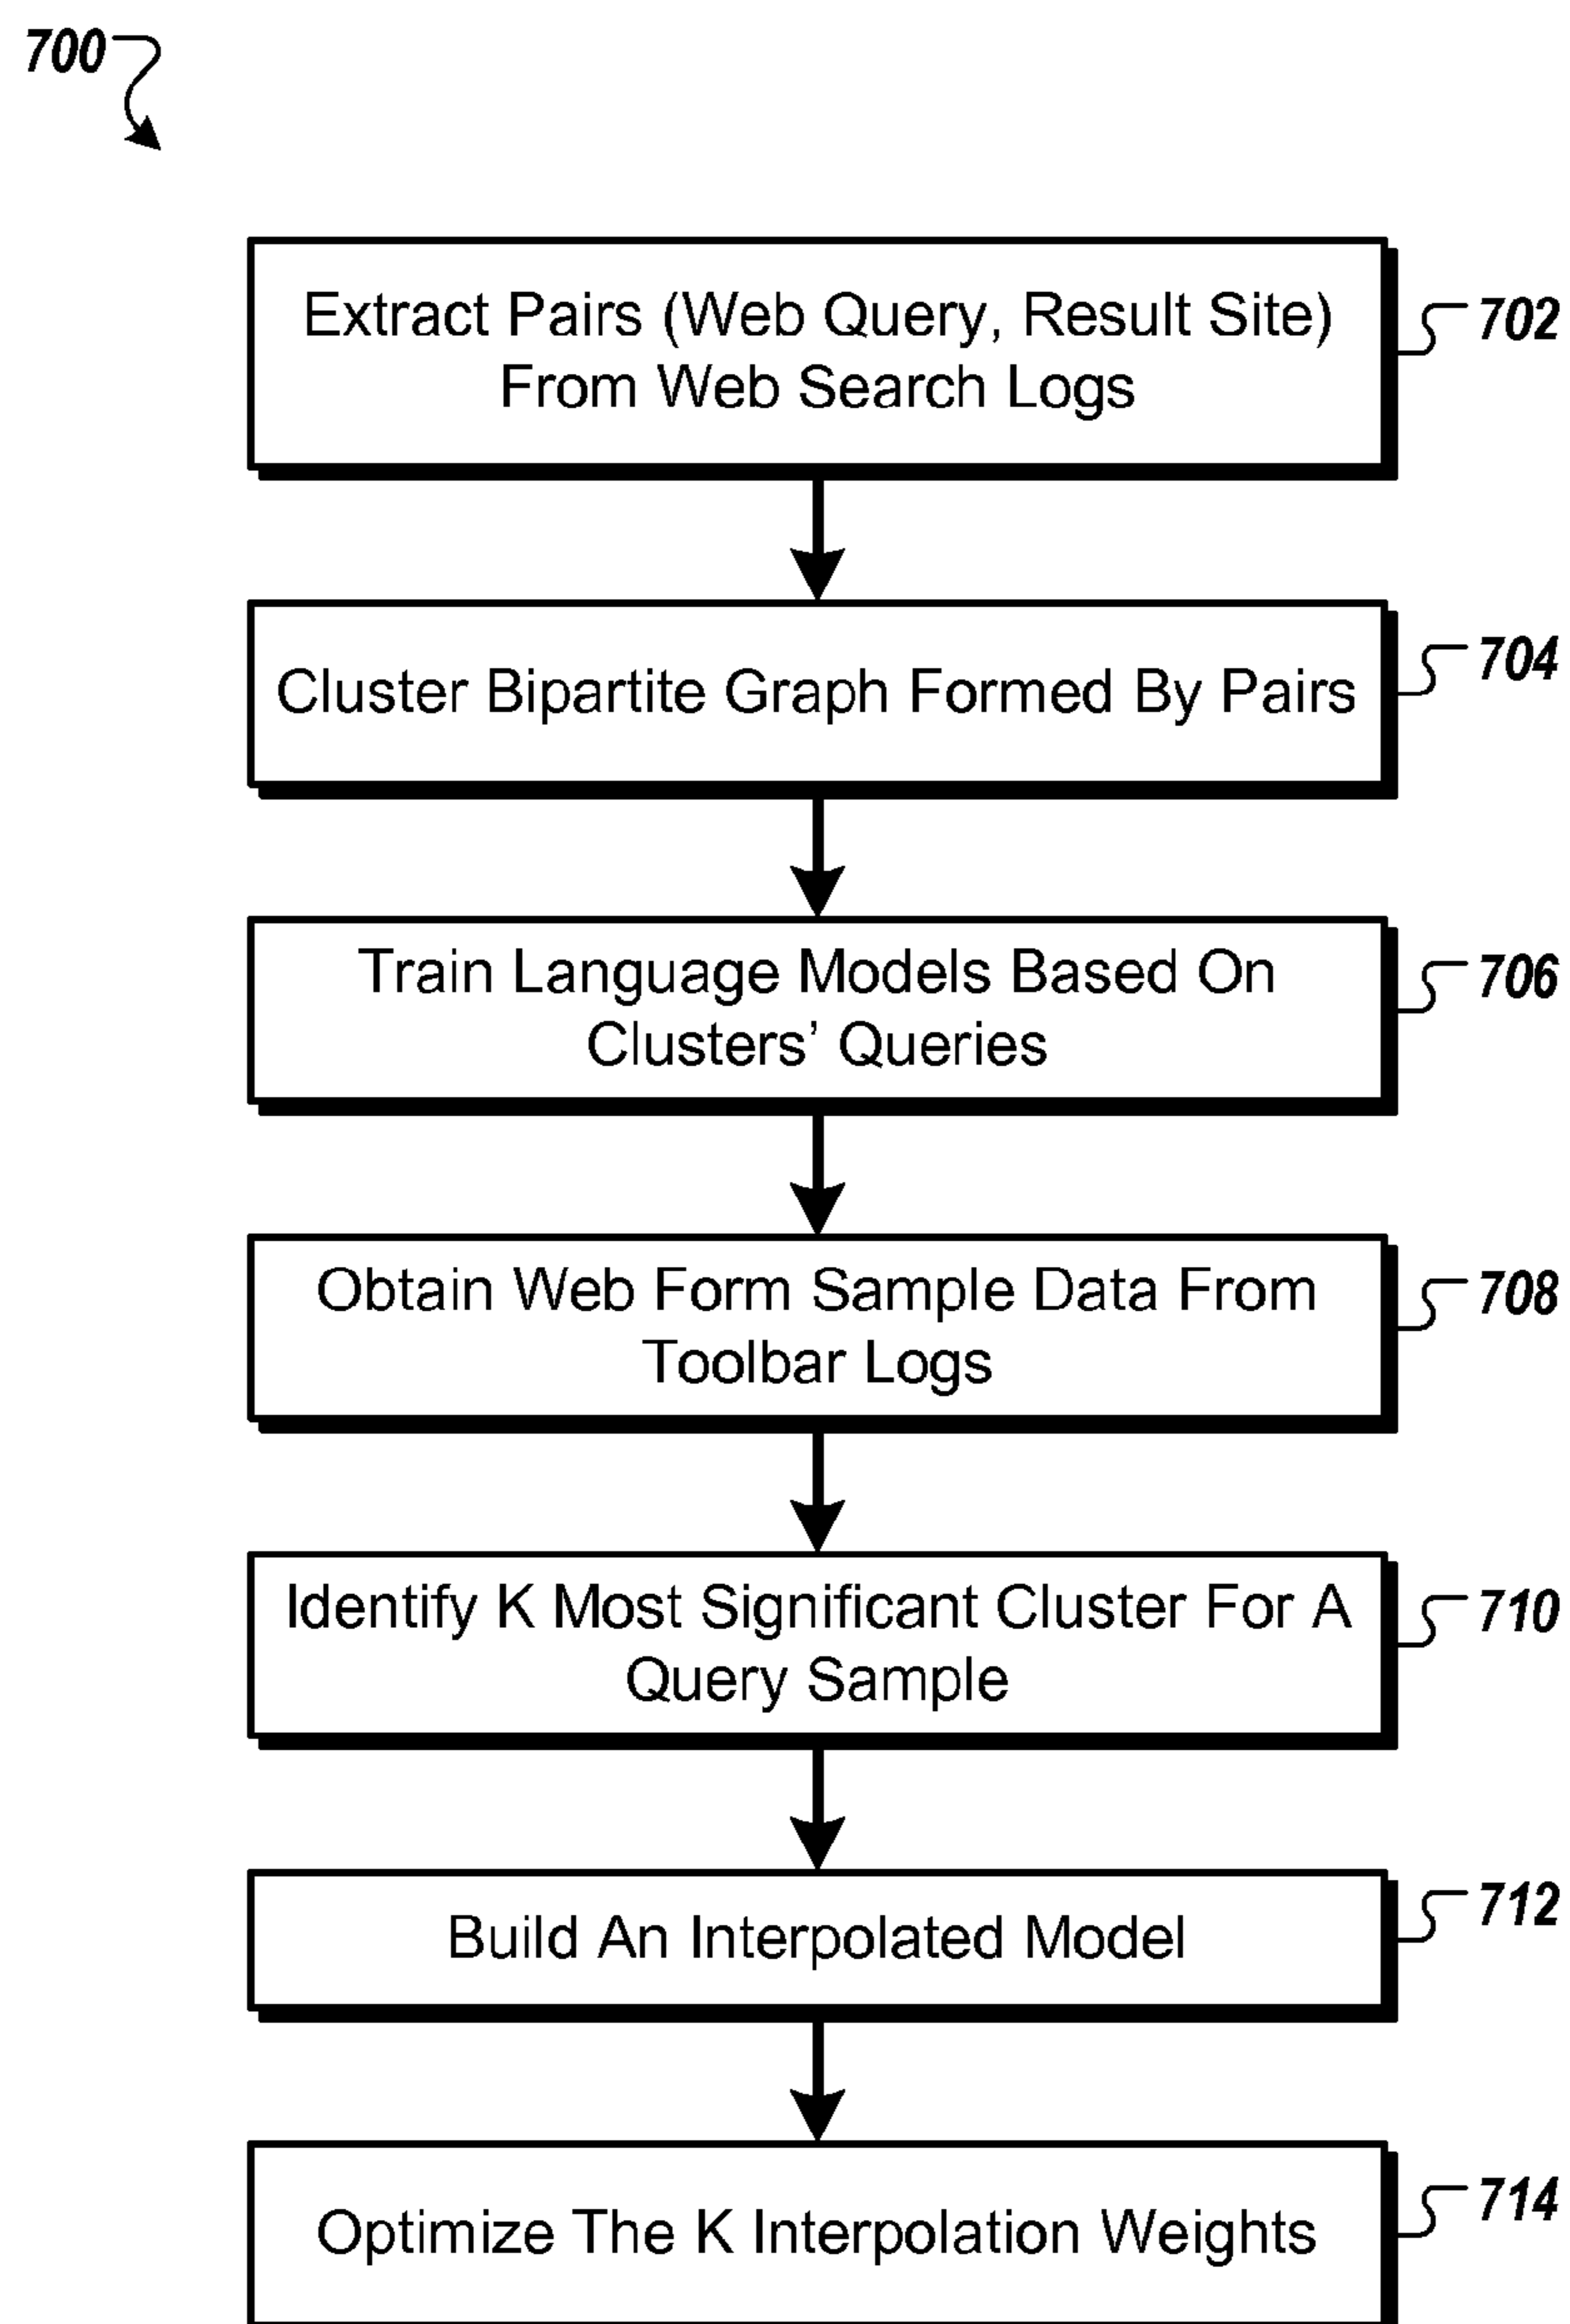 700
Extract Pairs (Web Query, Result Site)
From Web Search Logs
702
Cluster Bipartite Graph Formed By Pairs
704
Train Language Models Based On
Clusters’ Queries
706
Obtain Web Form Sample Data From
Toolbar Logs
708
Identify K Most Significant Cluster For A
Query Sample
710
Build An Interpolated Model
712
Optimize The K Interpolation Weights
714